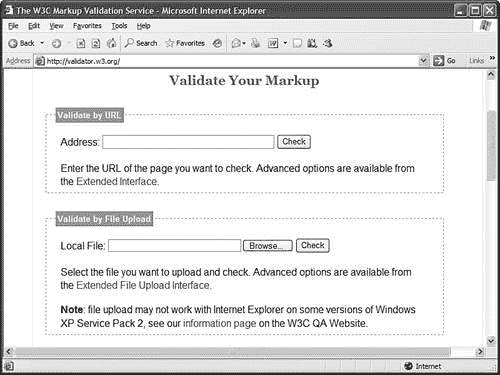 The W3C Markup Validation Service - Microsoft Internet Explorer
File Edit View Favorites Tools Help
Back Search Favorites
Address http://validator.w3.org/ Go Links »
Validate Your Markup
Validate by URL
Address: Check
Enter the URL of the page you want to check. Advanced options are available from
the Extended Interface.
Validate by File Upload
Local File: Browse... Check
Select the file you want to upload and check. Advanced options are available from
the Extended File Upload Interface.
Note: file upload may not work with Internet Explorer on some versions of Windows
XP Service Pack 2, see our information page on the W3C QA Website.
Internet